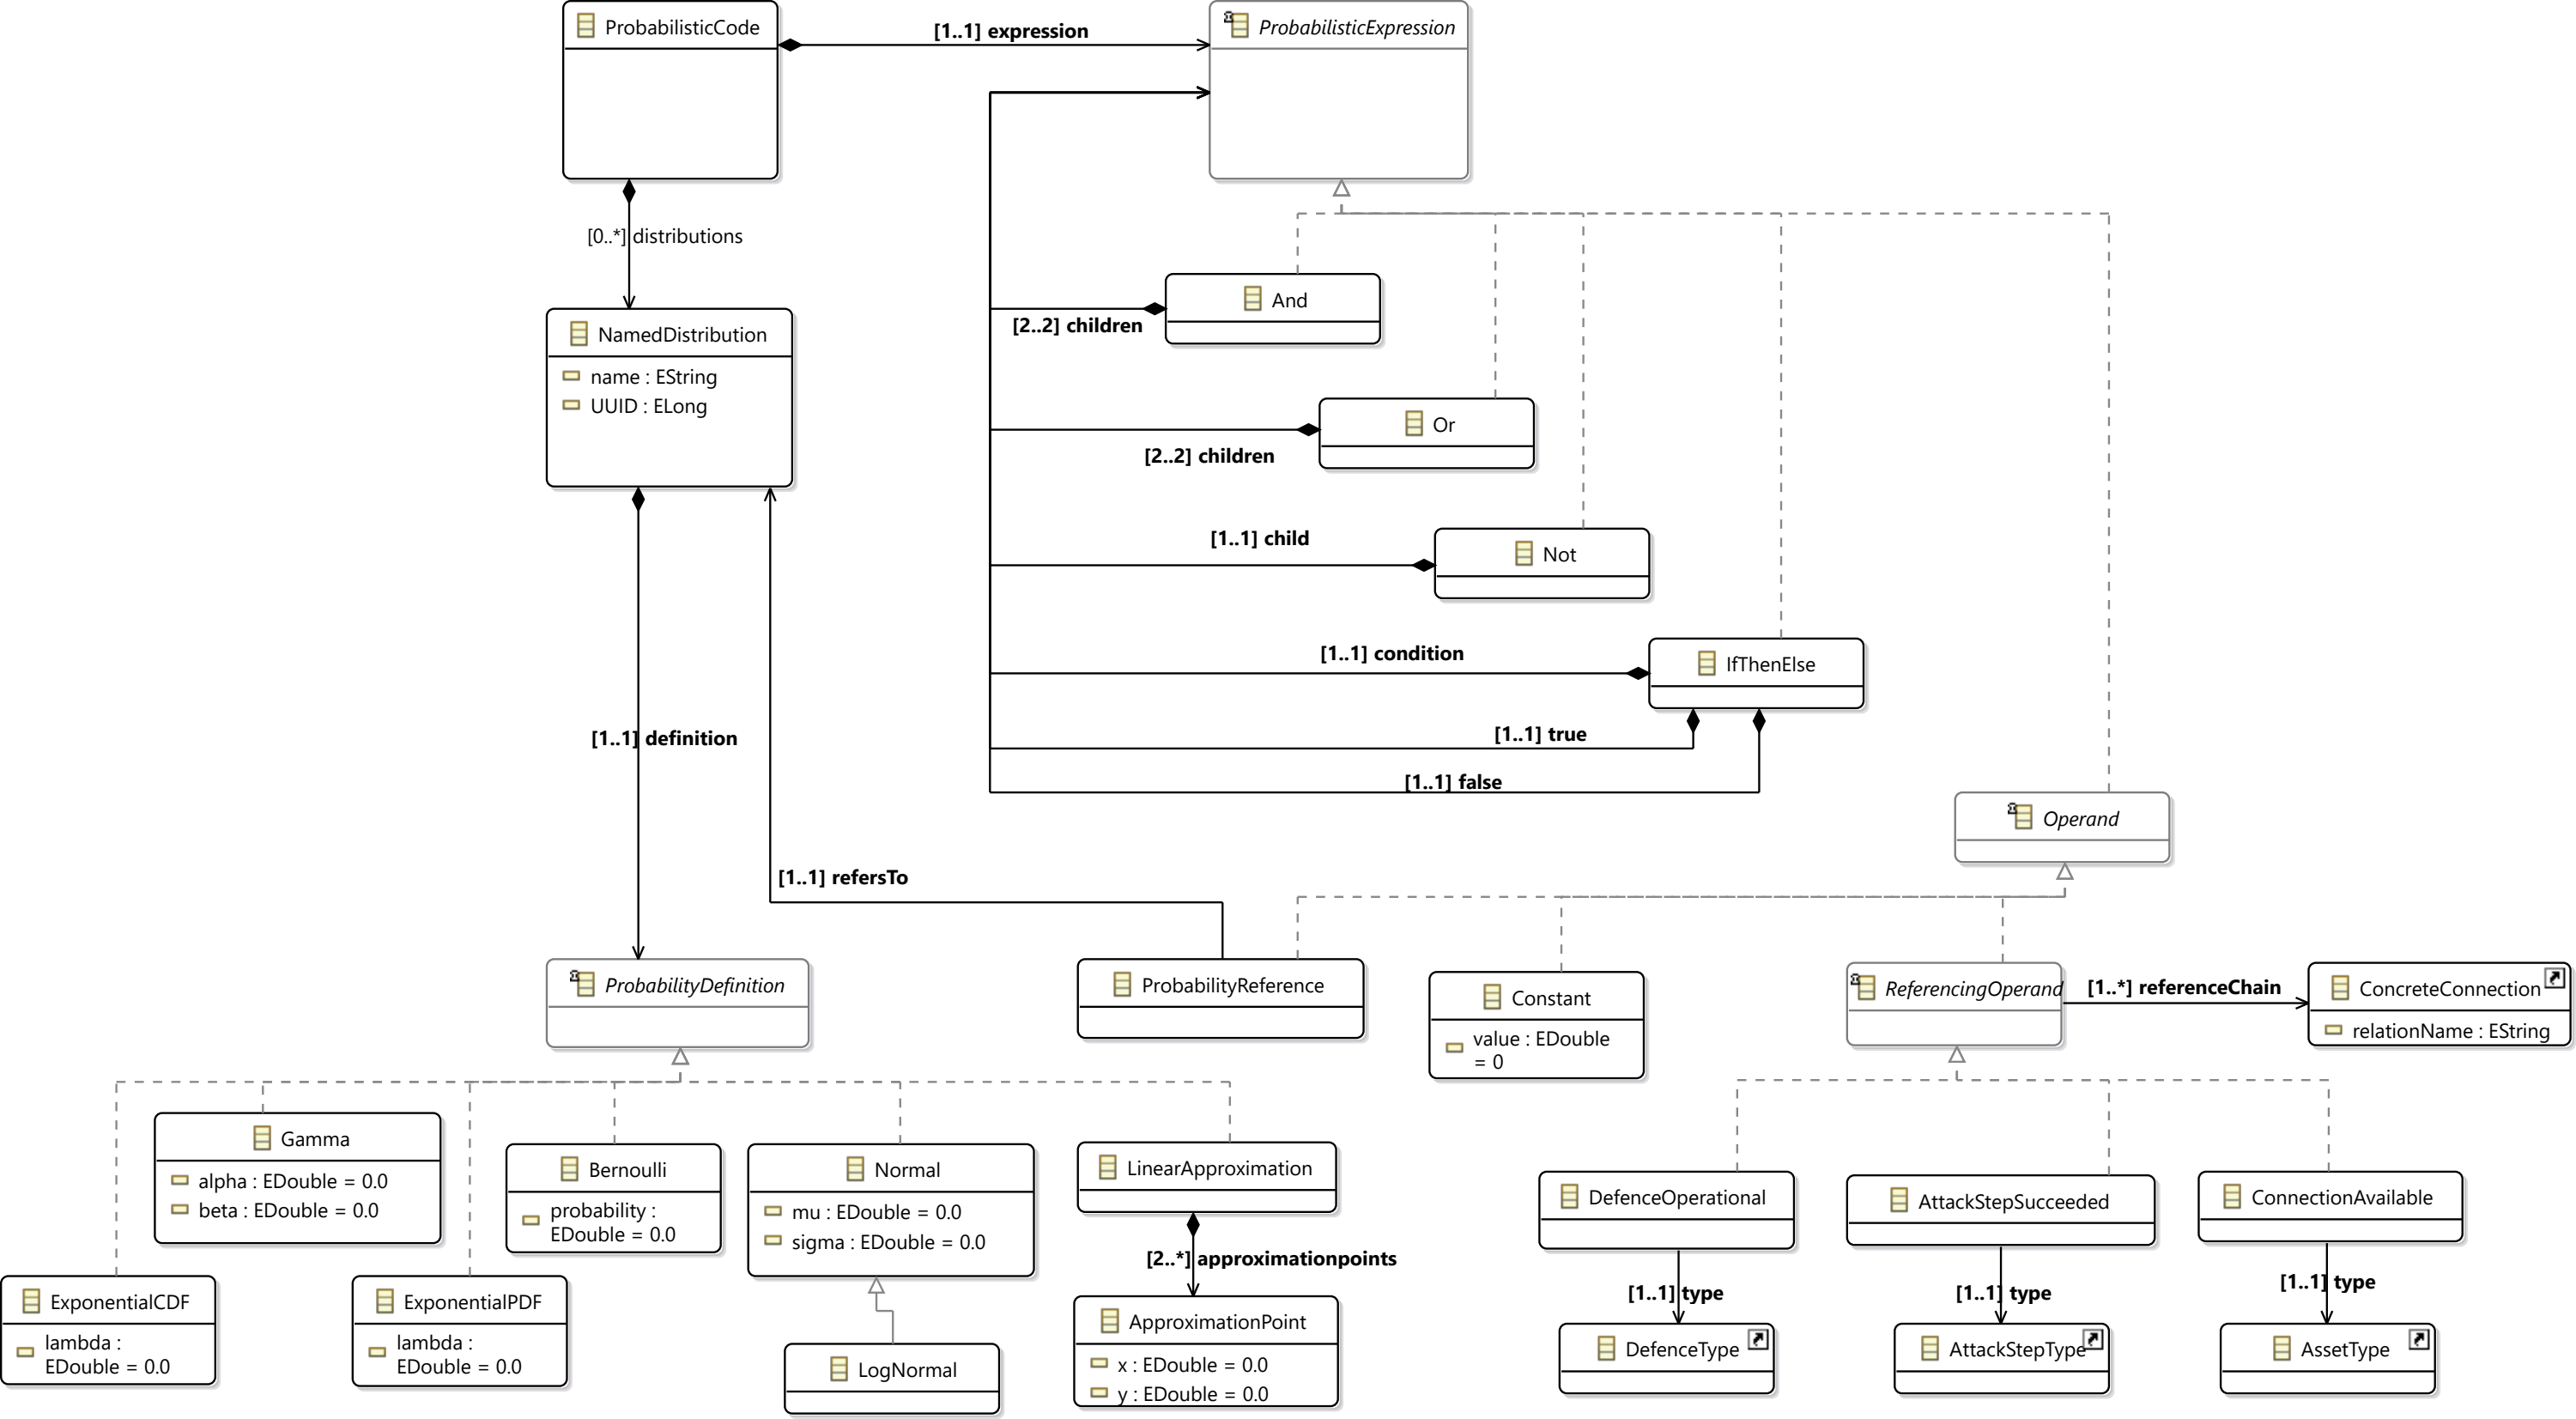 ProbabilisticCode
[1..1] expression
ProbabilisticExpression
[0..*] distributions
And
[2..2] children
NamedDistribution
name : EString
UUID : ELong
Or
[2..2] children
[1..1] child
Not
[1..1] condition
IfThenElse
[1..1] definition
[1..1] true
[1..1] false
Operand
[1..1] refersTo
ProbabilityDefinition
ProbabilityReference
Constant
value : EDouble
= 0
ReferencingOperand
[1..*] referenceChain
ConcreteConnection
relationName : EString
Gamma
alpha : EDouble = 0.0
beta : EDouble = 0.0
Bernoulli
probability :
EDouble = 0.0
Normal
mu : EDouble = 0.0
sigma : EDouble = 0.0
LinearApproximation
DefenceOperational
AttackStepSucceeded
ConnectionAvailable
[2..*] approximationpoints
[1..1] type
[1..1] type
[1..1] type
ExponentialCDF
lambda :
EDouble = 0.0
ExponentialPDF
lambda :
EDouble = 0.0
LogNormal
ApproximationPoint
x : EDouble = 0.0
y : EDouble = 0.0
DefenceType
AttackStepType
AssetType